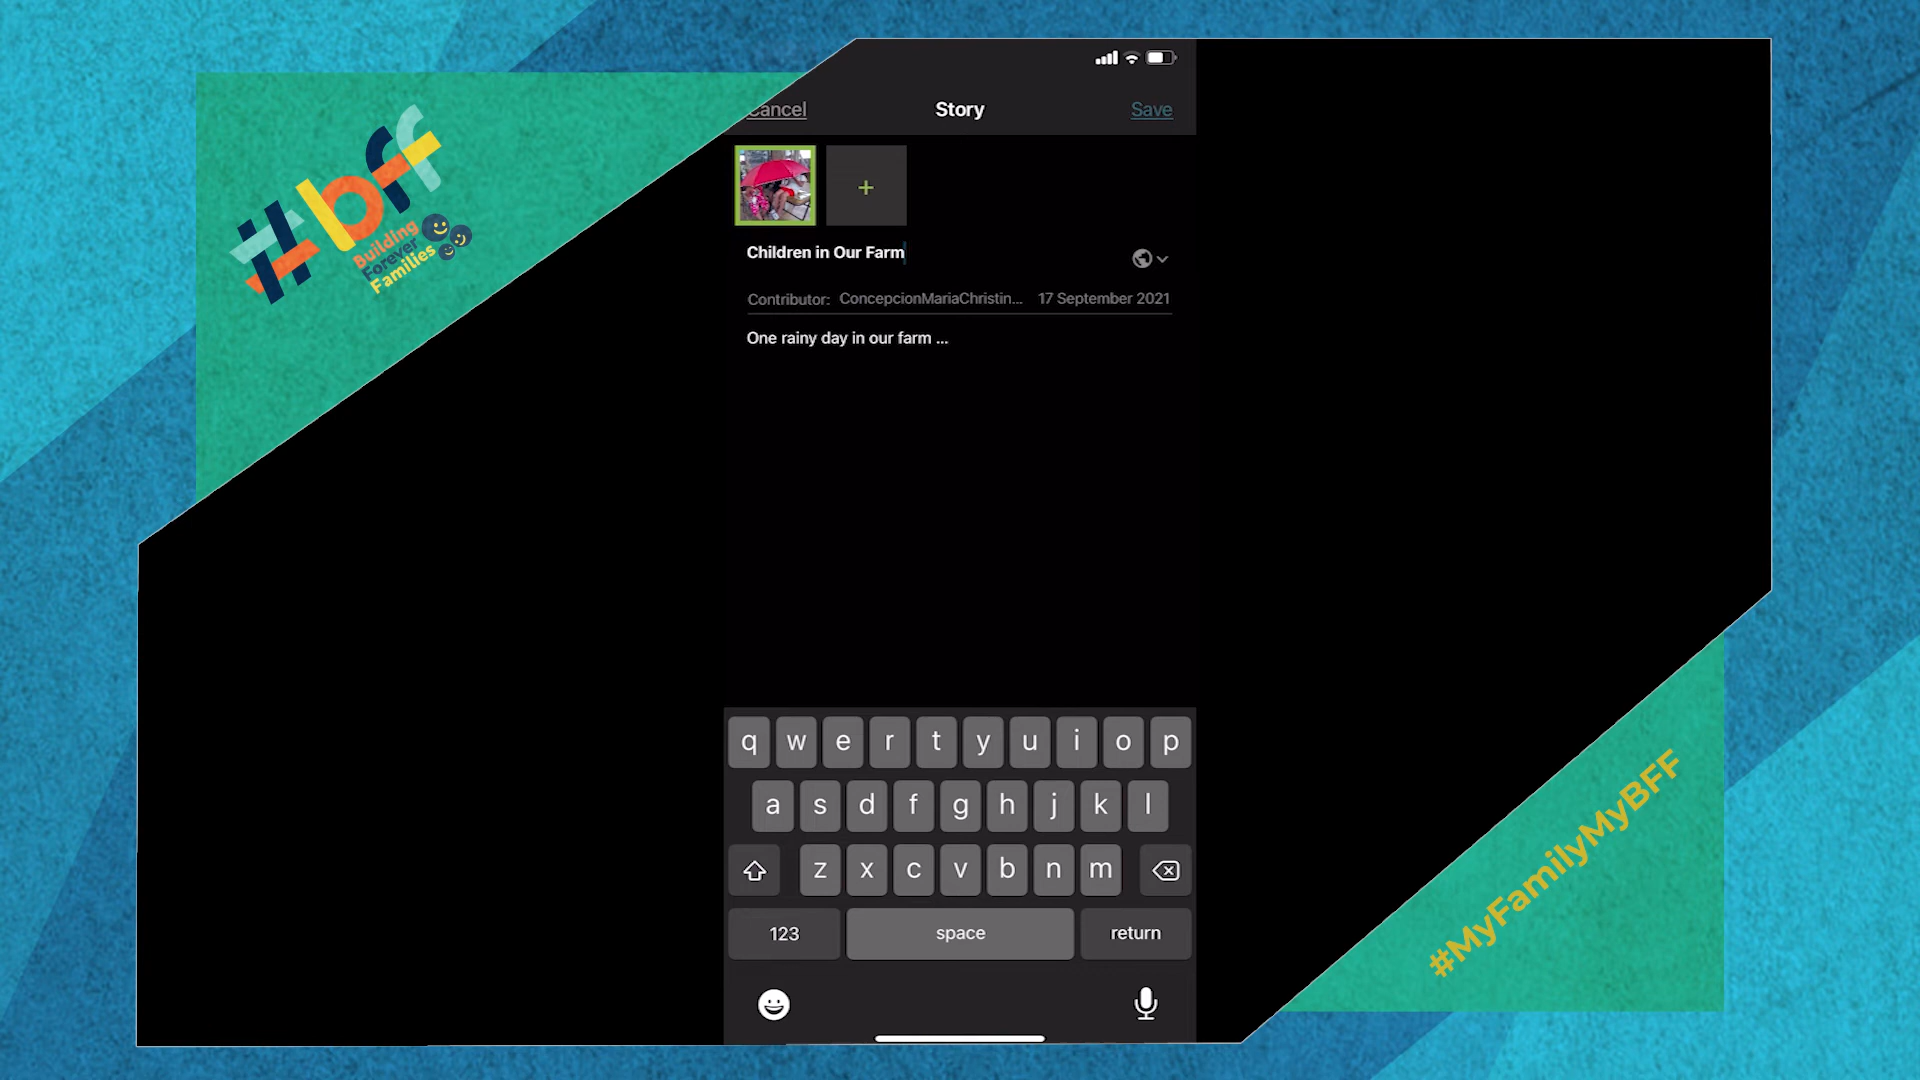 #bff
Building
Forever
Families
Cancel
Story
Save
Children in Our Farm
Contributor: ConcepcionMariaChristin... 17 September 2021
One rainy day in our farm ...
q w e r t y u i o p
a s d f g h j k l
z x c v b n m
123 space return
#MyFamilyMyBFF